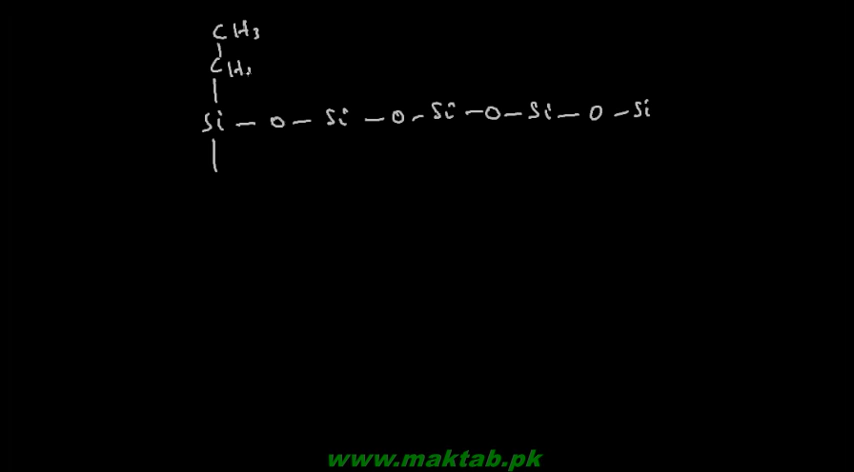 CH3
CH2
Si - O - Si - O - Si - O - Si - O - Si
www.maktab.pk